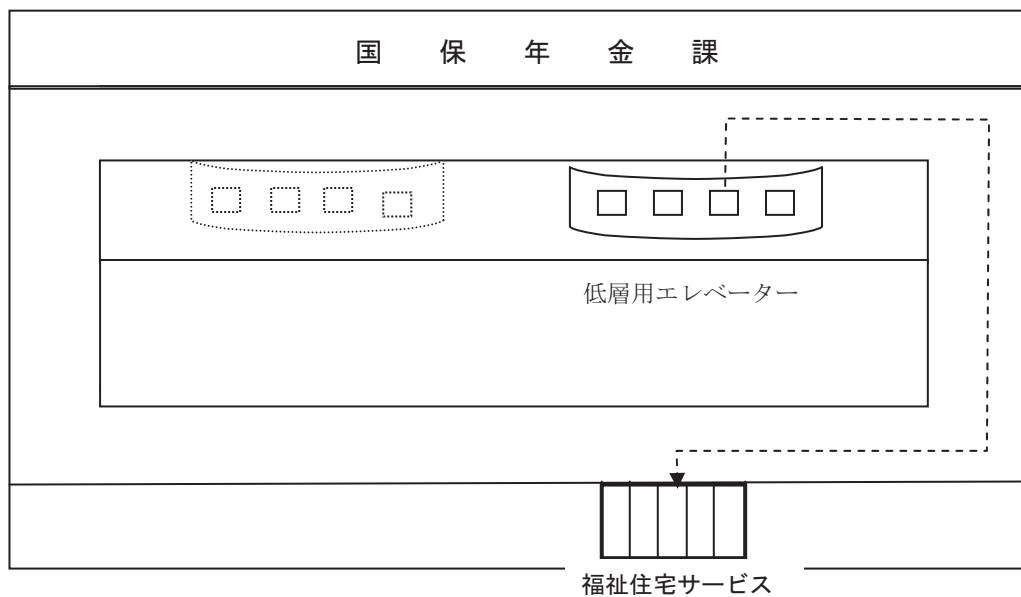 国保年金課
低層用エレベーター
福祉住宅サービス